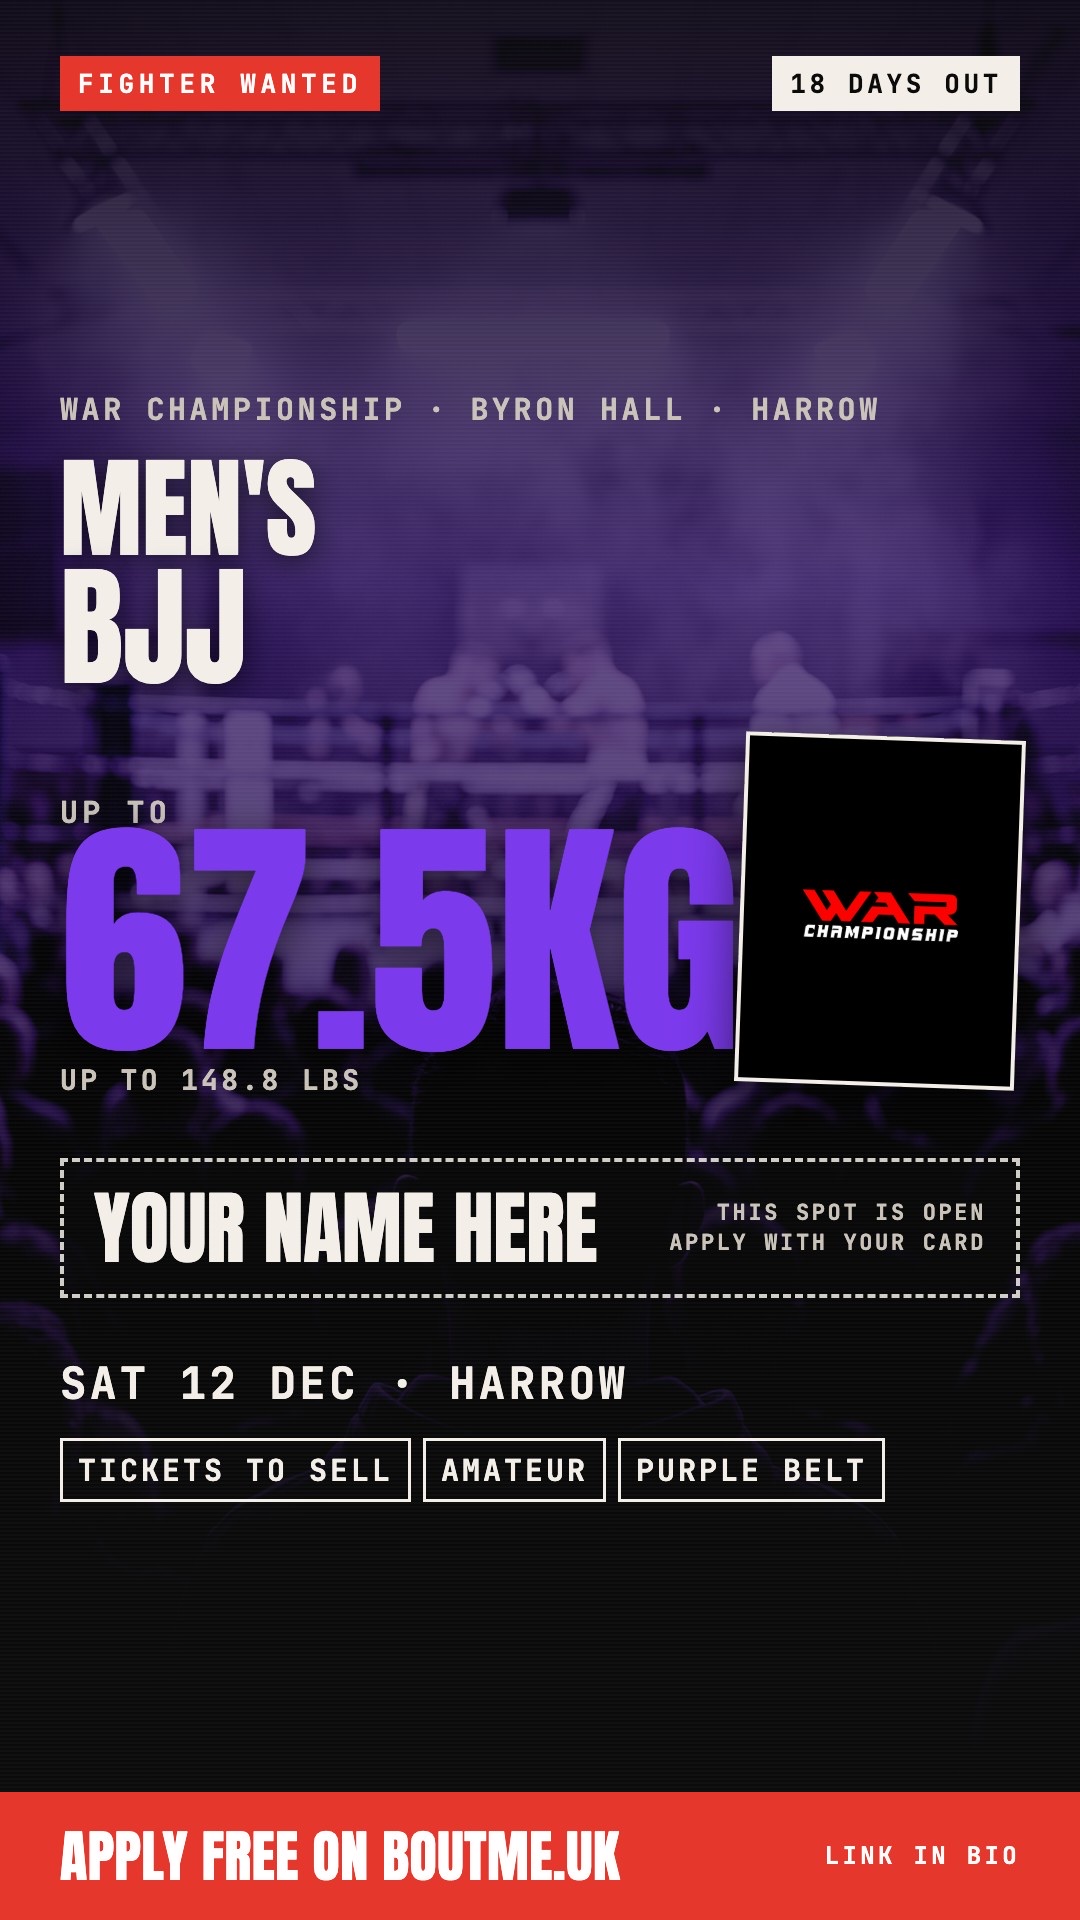 FIGHTER WANTED
18 DAYS OUT
WAR CHAMPIONSHIP · BYRON HALL · HARROW
MEN'S
BJJ
UP TO
67.5KG
WAR
CHAMPIONSHIP
UP TO 148.8 LBS
YOUR NAME HERE
THIS SPOT IS OPEN
APPLY WITH YOUR CARD
SAT 12 DEC · HARROW
TICKETS TO SELL
AMATEUR
PURPLE BELT
APPLY FREE ON BOUTME.UK
LINK IN BIO